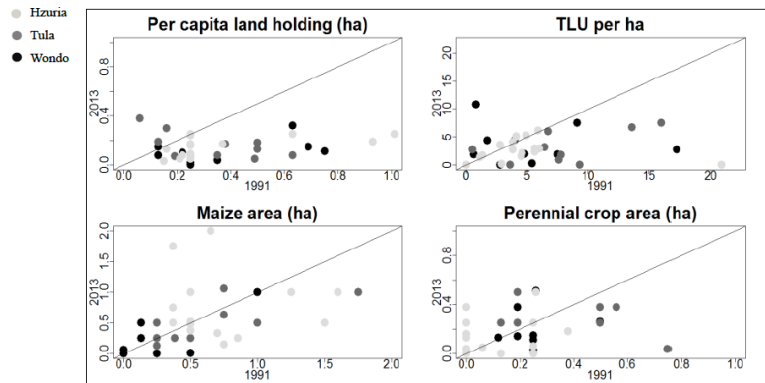 Hzuria
Tula
Wondo
Per capita land holding (ha)
0.0 0.4 0.8
2013
0.0 0.2 0.4 0.6 0.8 1.0
1991
TLU per ha
0 5 10 15 20
2013
0 5 10 15 20
1991
Maize area (ha)
0.0 0.5 1.0 1.5 2.0
2013
0.0 0.5 1.0 1.5 2.0
1991
Perennial crop area (ha)
0.0 0.4 0.8
2013
0.0 0.2 0.4 0.6 0.8 1.0
1991